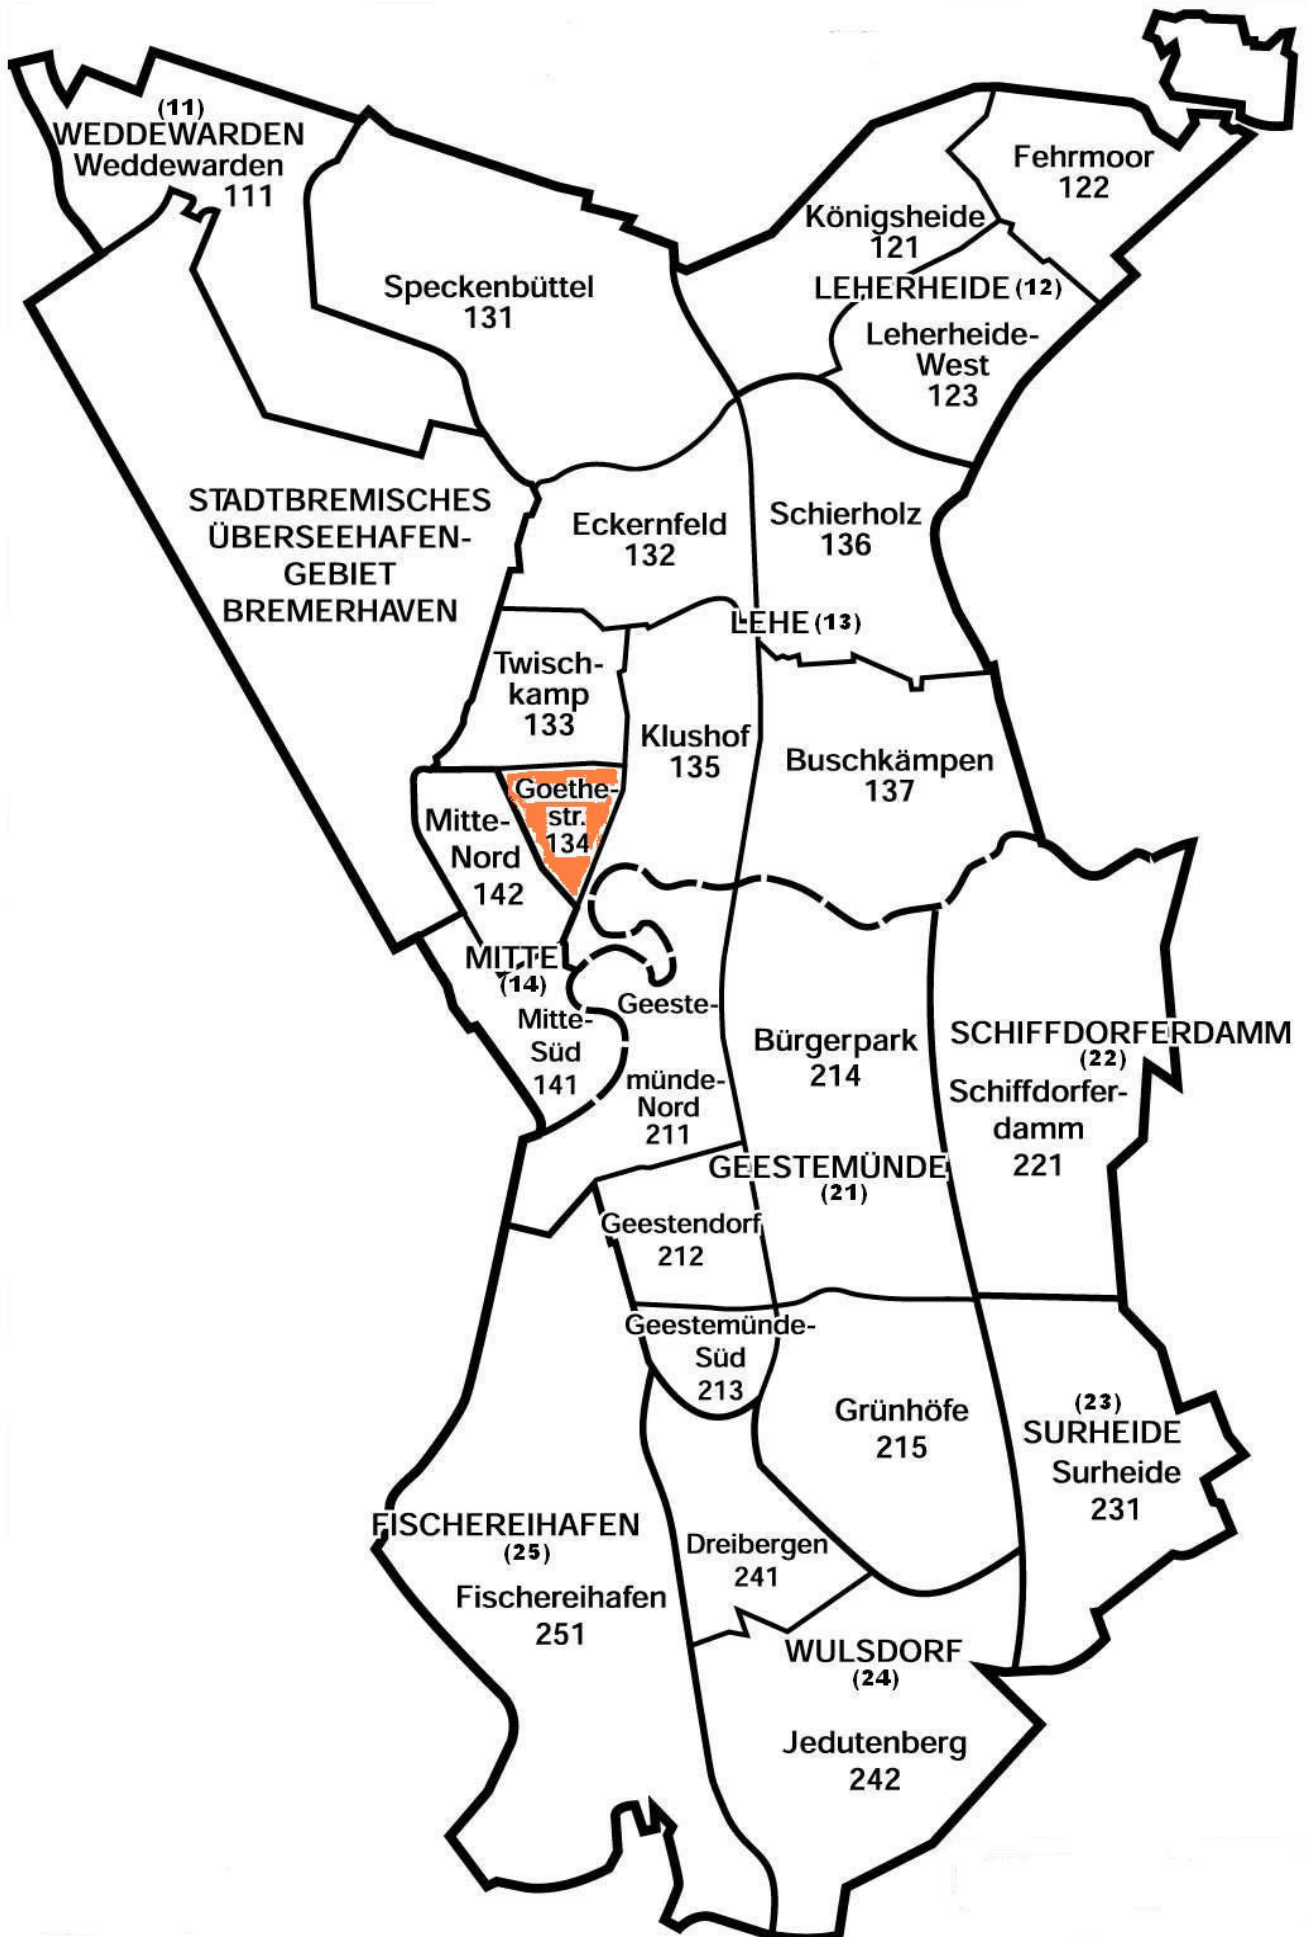 (11)
WEDDEWARDEN
Weddewarden
111
Speckenbüttel
131
Fehrmoor
122
Königsheide
121
LEHERHEIDE (12)
Leherheide-
West
123
STADTBREMISCHES
ÜBERSEEHAFEN-
GEBIET
BREMERHAVEN
Eckernfeld
132
Schierholz
136
LEHE (13)
Twisch-
kamp
133
Klushof
135
Buschkämpen
137
Goethe-
str.
134
Mitte-
Nord
142
MITTE
(14)
Mitte-
Süd
141
Geeste-
münde-
Nord
211
Bürgerpark
214
SCHIFFDORFERDAMM
(22)
Schiffdorfer-
damm
221
GEESTEMÜNDE
(21)
Geestendorf
212
Geestemünde-
Süd
213
Grünhöfe
215
(23)
SURHEIDE
Surheide
231
FISCHEREIHAFEN
(25)
Fischereihafen
251
Dreibergen
241
WULSDORF
(24)
Jedutenberg
242